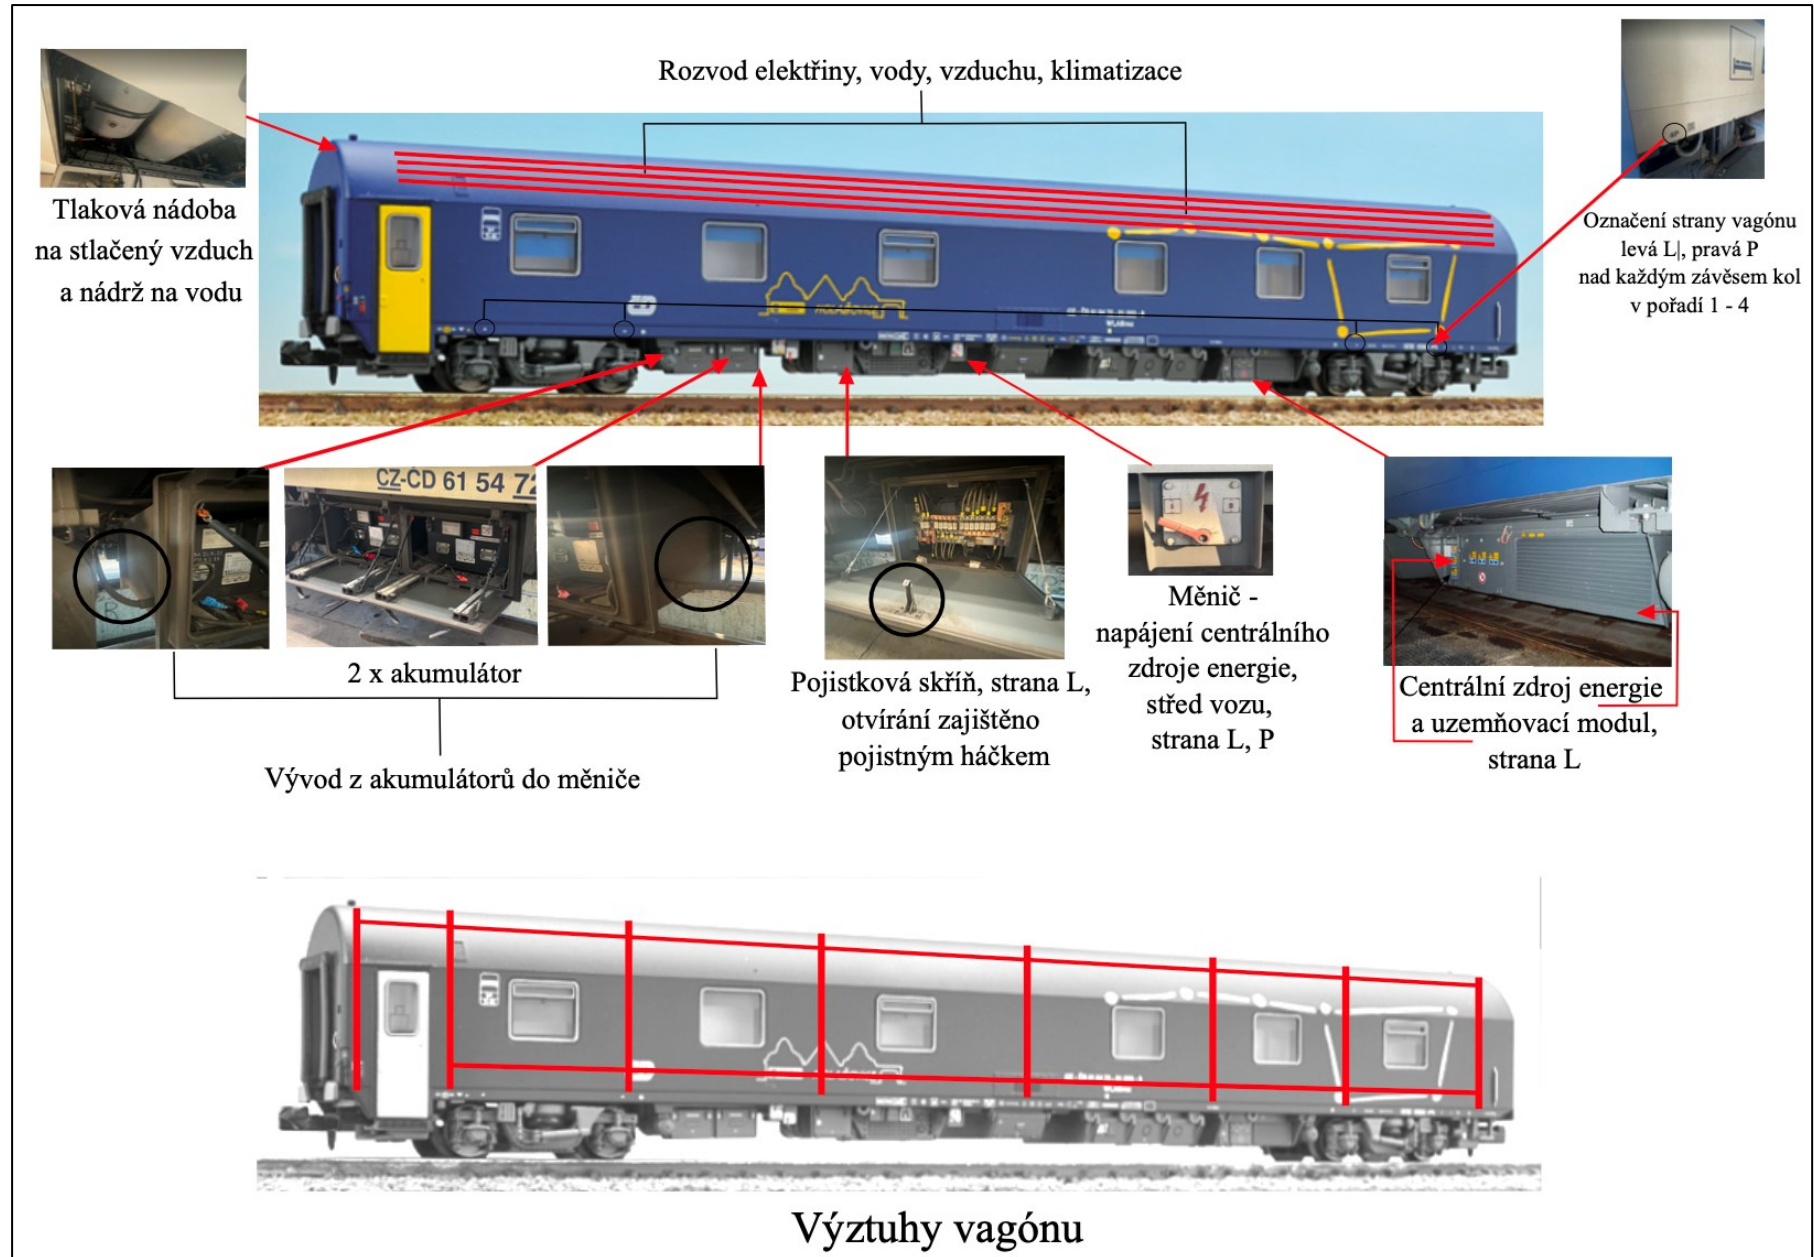 Rozvod elektřiny, vody, vzduchu, klimatizace
Tlaková nádoba
na stlačený vzduch
a nádrž na vodu
Označení strany vagónu
levá L|, pravá P
nad každým závěsem kol
v pořadí 1 - 4
CZ-ČD 61 54 72
2 x akumulátor
Vývod z akumulátorů do měniče
Pojistková skříň, strana L,
otvírání zajištěno
pojistným háčkem
Měnič -
napájení centrálního
zdroje energie,
střed vozu,
strana L, P
Centrální zdroj energie
a uzemňovací modul,
strana L
Výztuhy vagónu